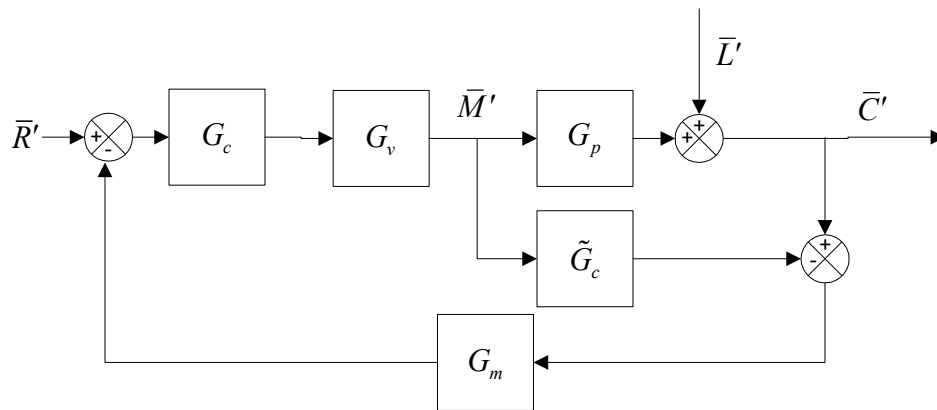 L̄'
R̄' + - G_c G_v M̄' G_p + + C̄'
G̃_c - +
G_m